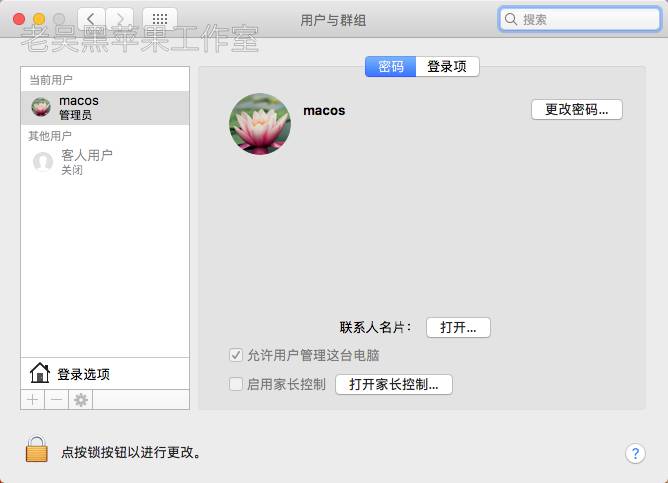 用户与群组
搜索
老吴黑苹果工作室
密码
登录项
当前用户
macos
管理员
其他用户
客人用户
关闭
macos
更改密码...
联系人名片：
打开...
允许用户管理这台电脑
启用家长控制
打开家长控制...
登录选项
点按锁按钮以进行更改。
?